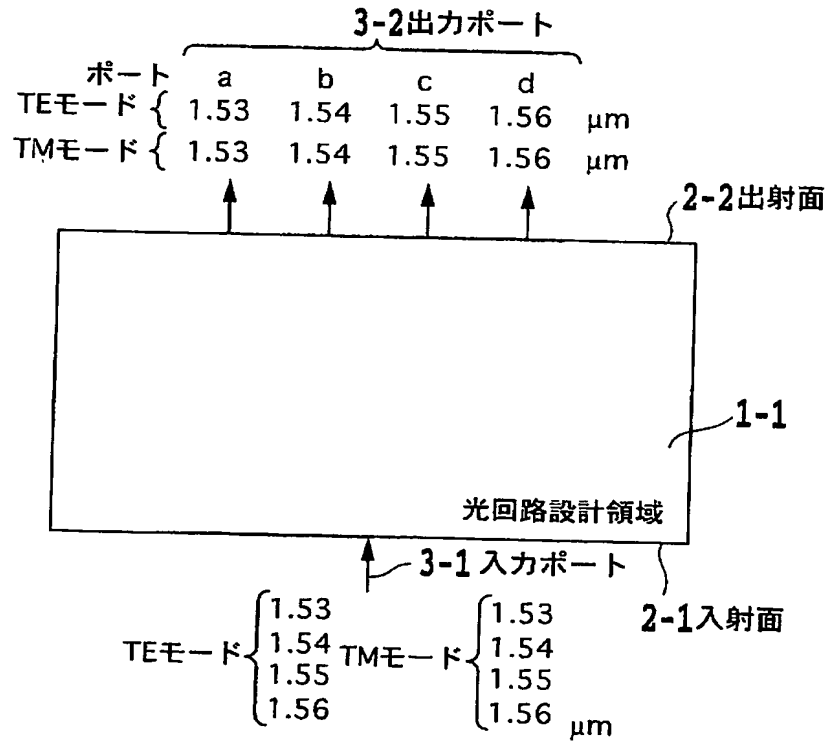 3-2出力ポート
ポート a b c d
TEモード { 1.53 1.54 1.55 1.56 μm
TMモード { 1.53 1.54 1.55 1.56 μm
2-2出射面
1-1
光回路設計領域
3-1 入力ポート
2-1入射面
TEモード { 1.53 1.54 1.55 1.56
TMモード { 1.53 1.54 1.55 1.56 μm